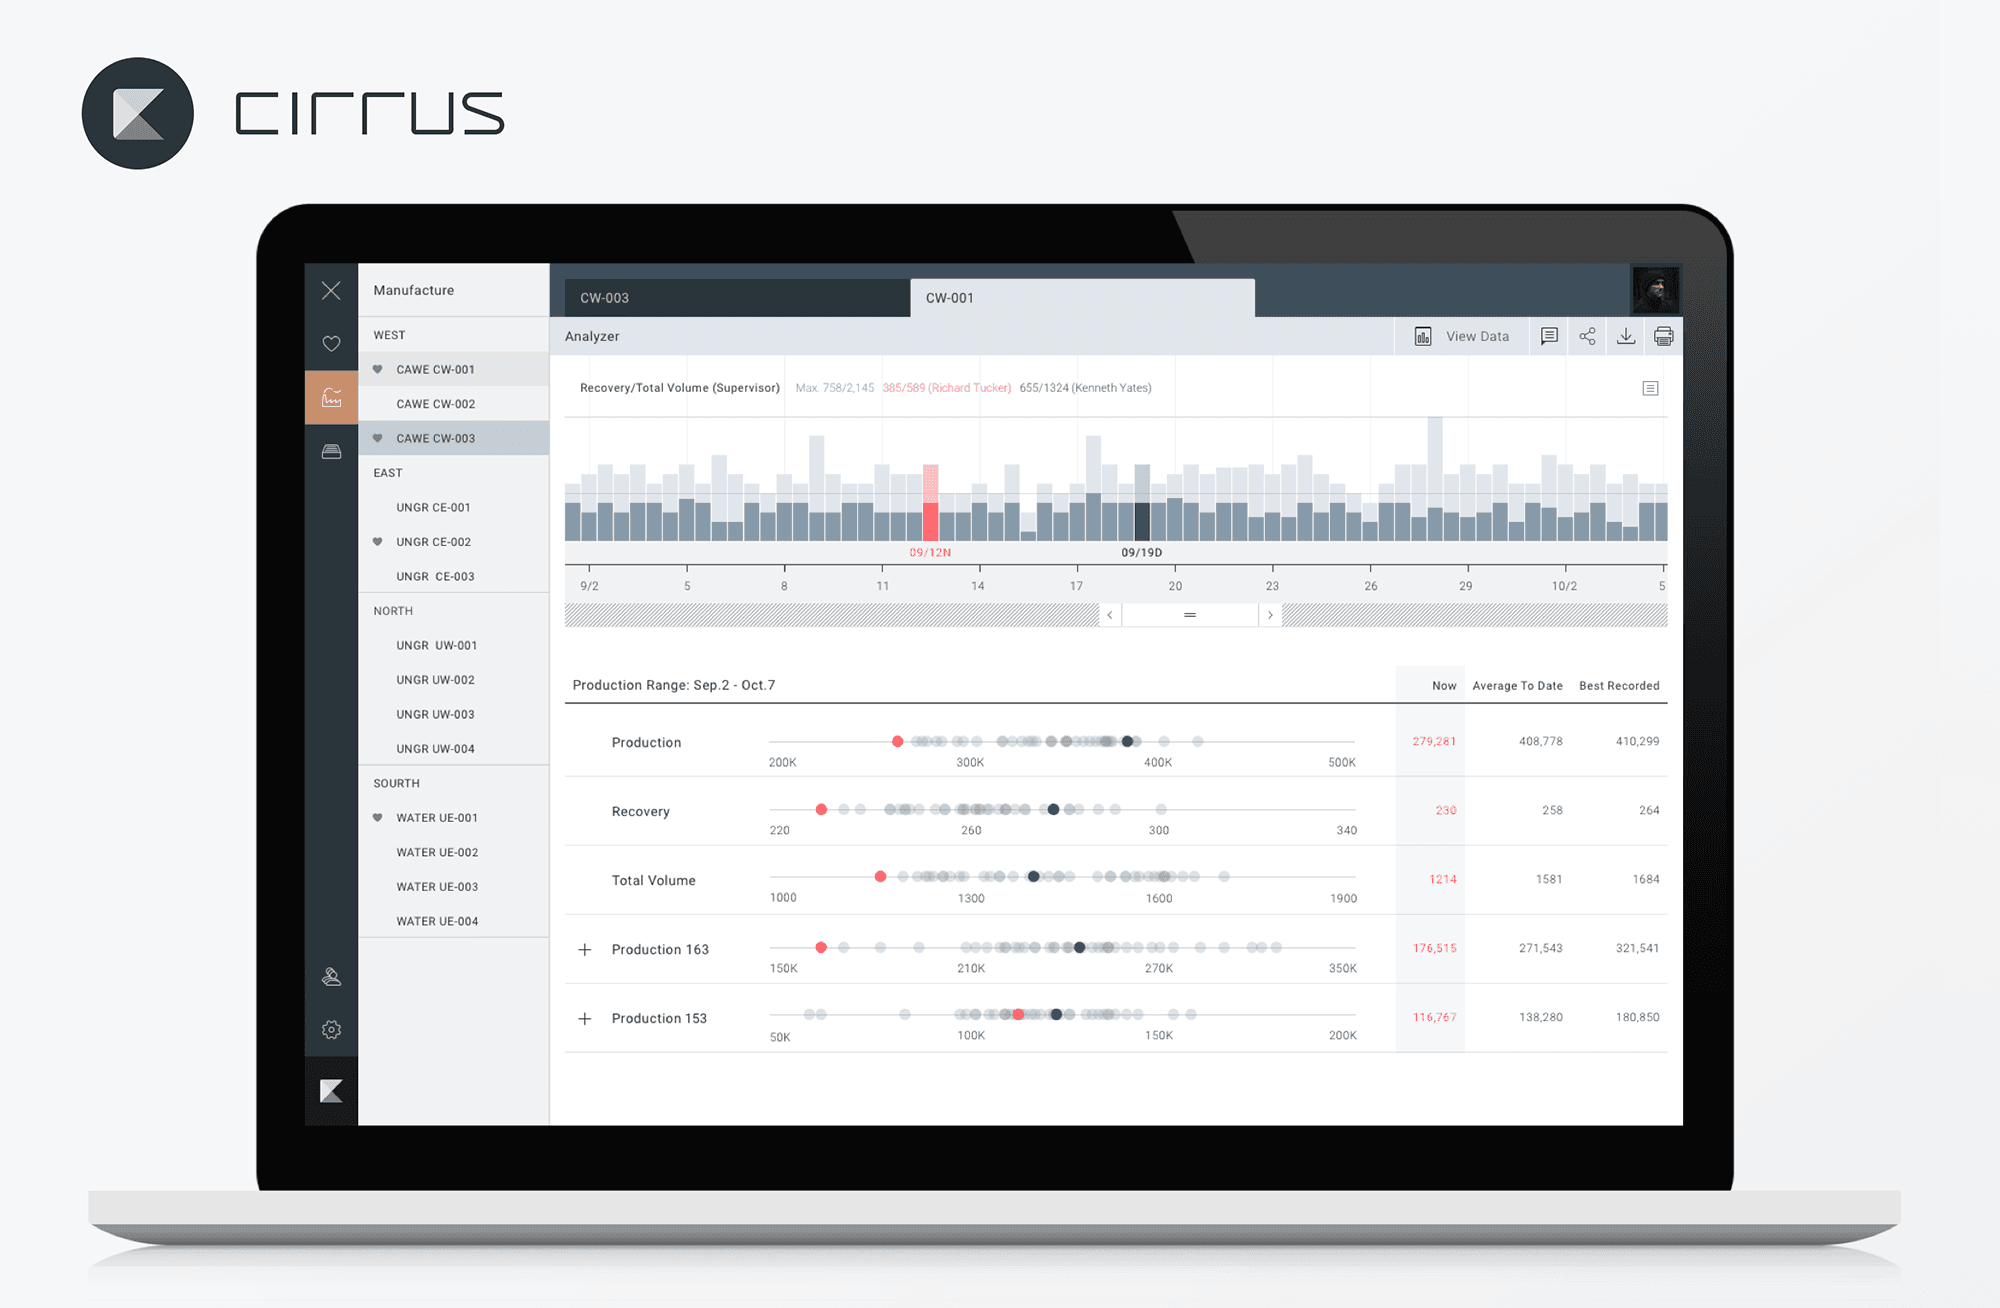 CIRRUS
Manufacture
WEST
CAWE CW-001
CAWE CW-002
CAWE CW-003
EAST
UNGR CE-001
UNGR CE-002
UNGR CE-003
NORTH
UNGR UW-001
UNGR UW-002
UNGR UW-003
UNGR UW-004
SOURTH
WATER UE-001
WATER UE-002
WATER UE-003
WATER UE-004
CW-003 CW-001
Analyzer View Data
Recovery/Total Volume (Supervisor) Max. 758/2,145 385/589 (Richard Tucker) 655/1324 (Kenneth Yates)
09/12N 09/19D
9/2 5 8 11 14 17 20 23 26 29 10/2 5
Production Range: Sep.2 - Oct.7 Now Average To Date Best Recorded
Production 279,281 408,778 410,299
200K 300K 400K 500K
Recovery 230 258 264
220 260 300 340
Total Volume 1214 1581 1684
1000 1300 1600 1900
Production 163 176,515 271,543 321,541
150K 210K 270K 350K
Production 153 116,767 138,280 180,850
50K 100K 150K 200K